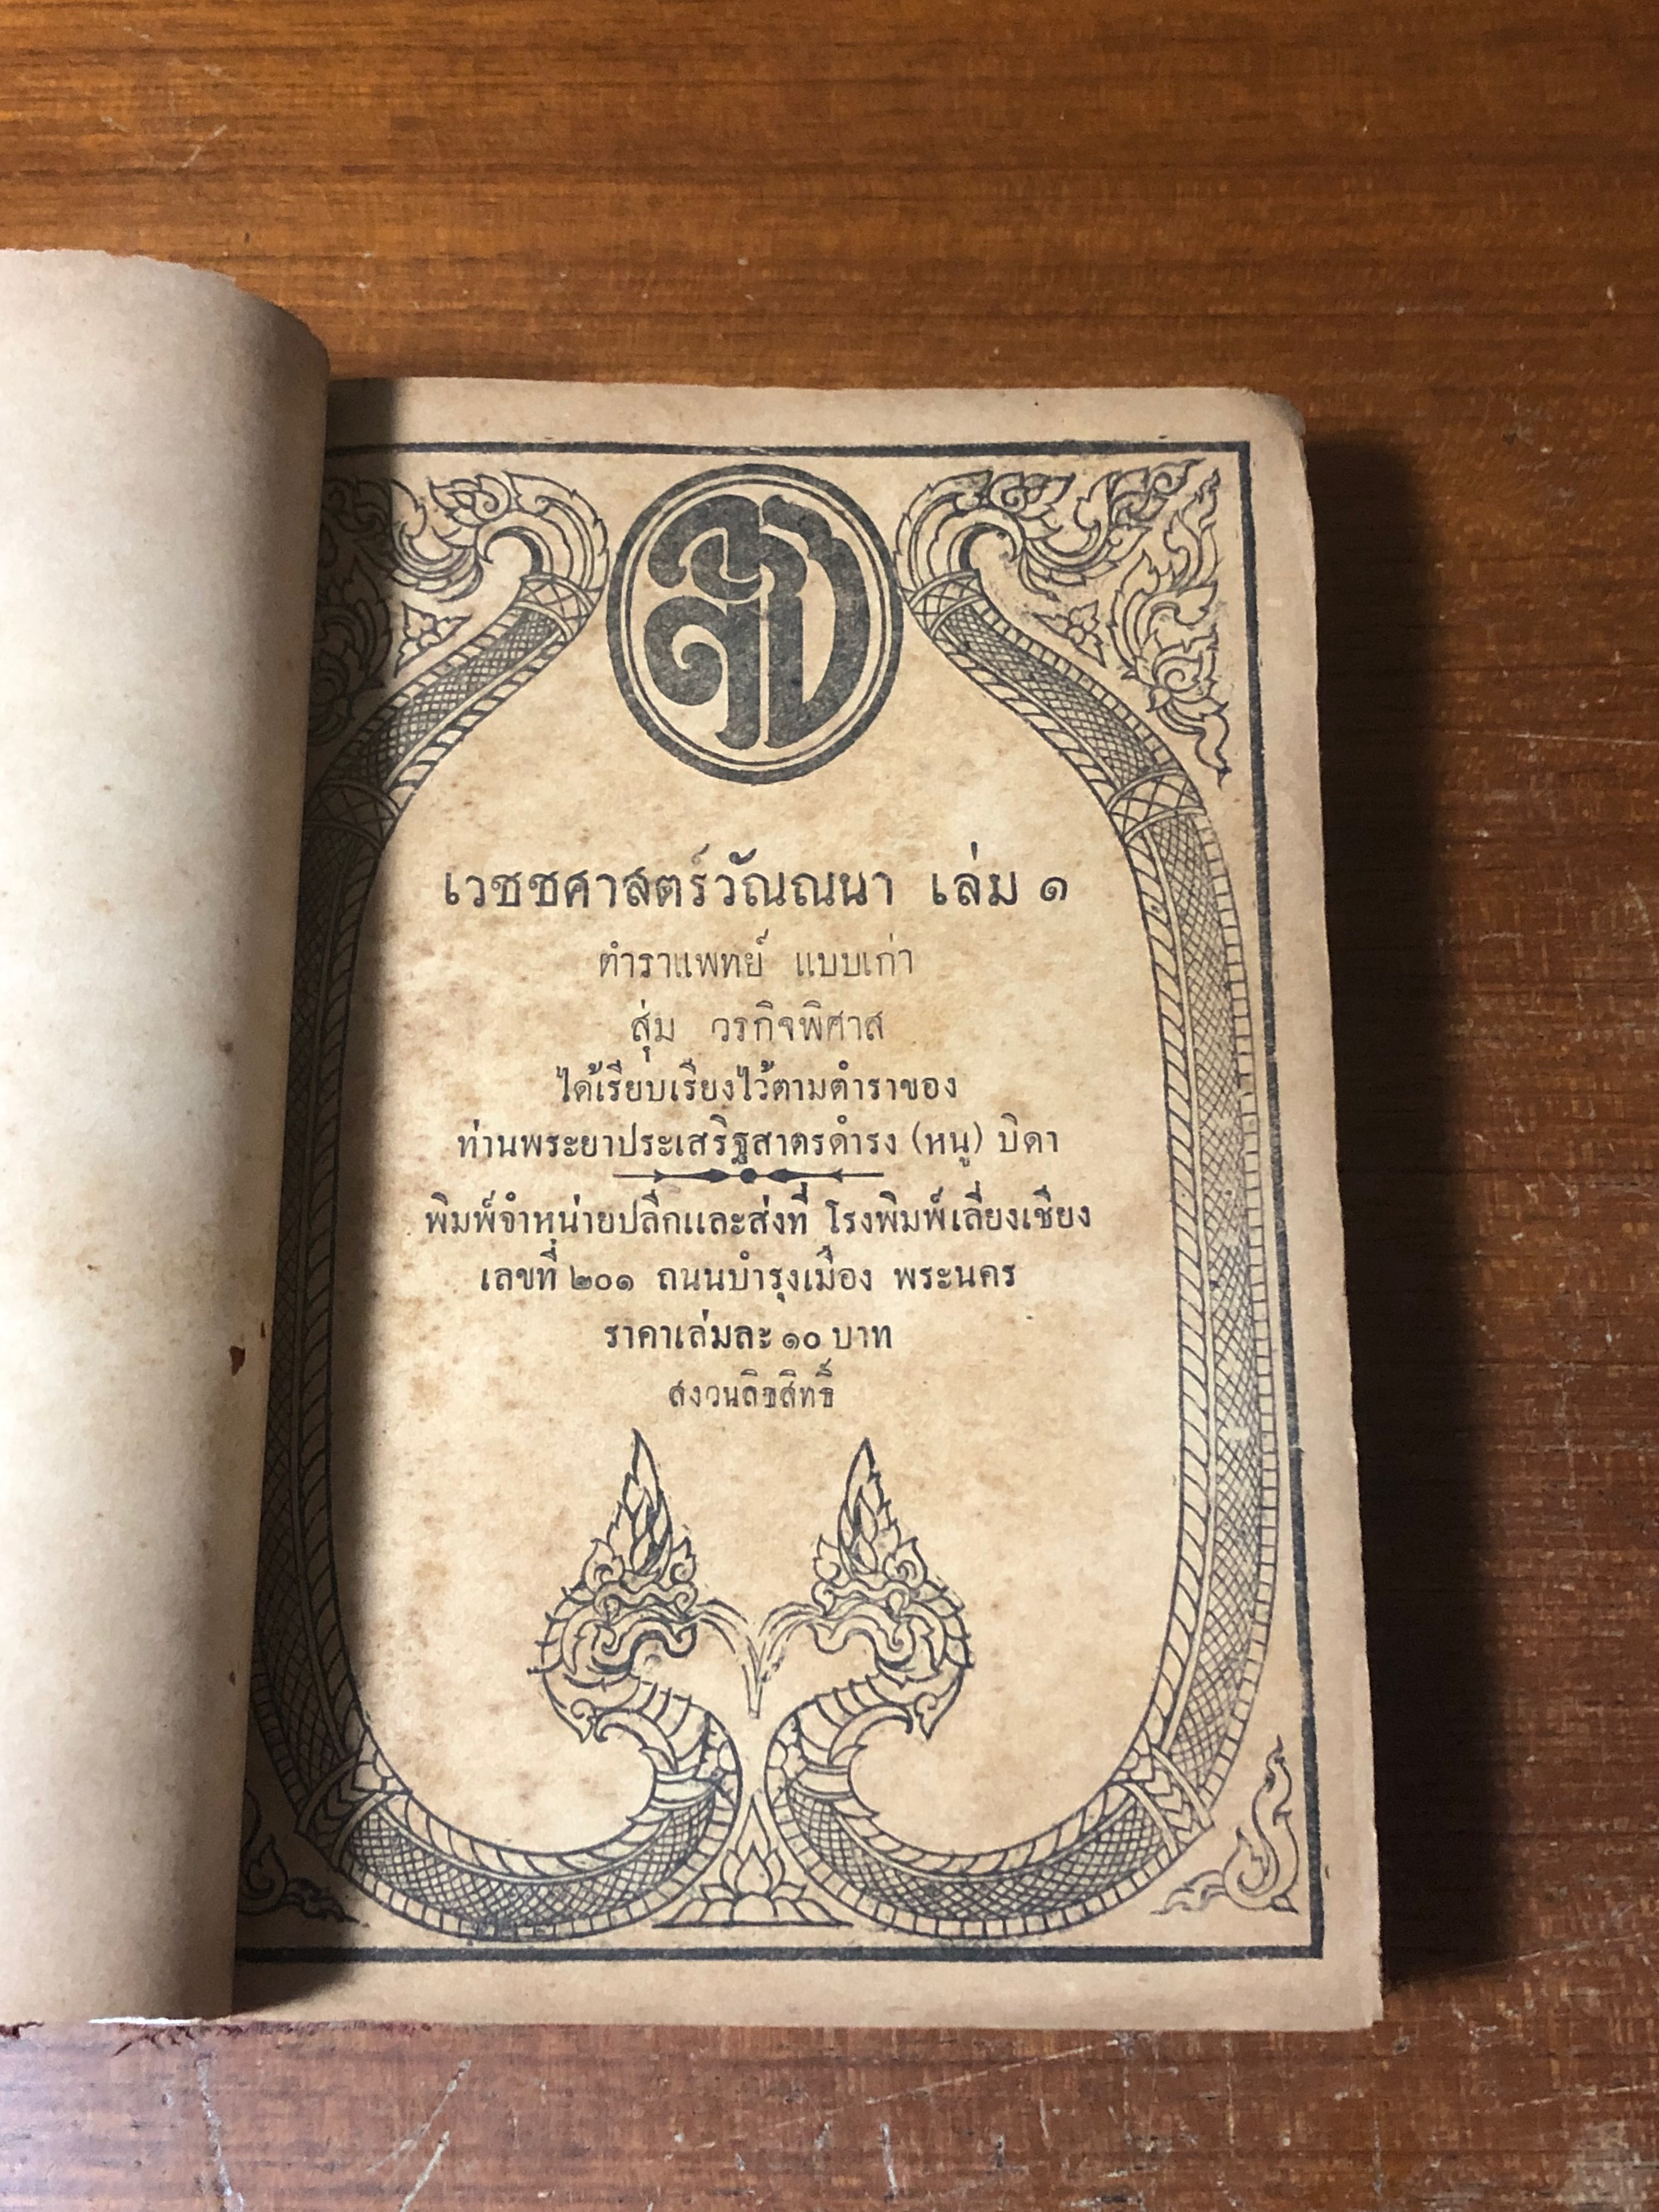 เวชชศาสตร์วัณณนา เล่ม ๑
ตำราแพทย์ แบบเก่า
สุ่ม วรกิจพิศาส
ได้เรียบเรียงไว้ตามตำราของ
ท่านพระยาประเสริฐสาตรดำรง (หนู) บิดา
พิมพ์จำหน่ายปลีกและส่งที่ โรงพิมพ์เลี่ยงเชียง
เลขที่ ๒๐๑ ถนนบำรุงเมือง พระนคร
ราคาเล่มละ ๑๐ บาท
สงวนลิขสิทธิ์